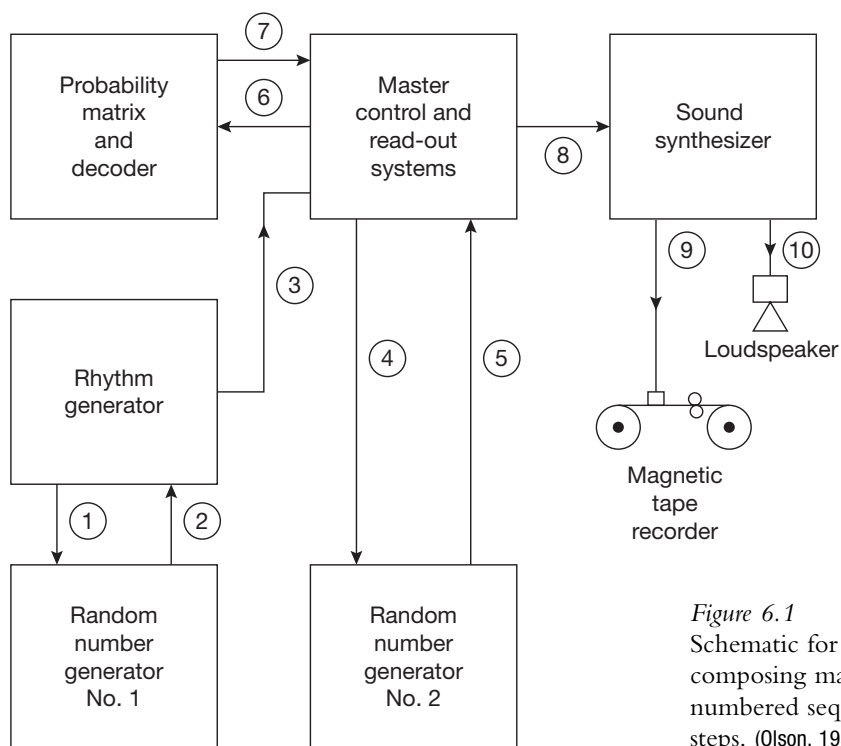 7
Probability
matrix
and
decoder
6
Master
control and
read-out
systems
8
Sound
synthesizer
9
10
3
Loudspeaker
Rhythm
generator
4
5
Magnetic
tape
recorder
1
2
Random
number
generator
No. 1
Random
number
generator
No. 2
Figure 6.1
Schematic for
composing ma
numbered seq
steps. (Olson, 19